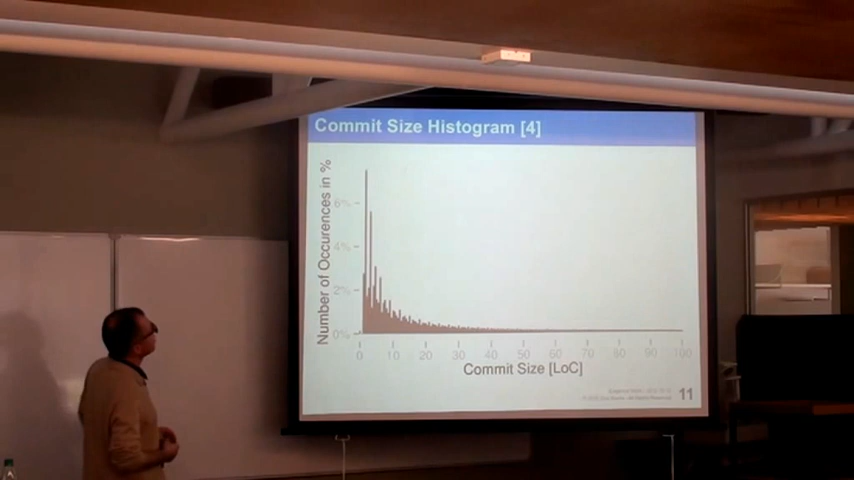 Commit Size Histogram [4]
Number of Occurences in %
6%
4%
2%
0%
0 10 20 30 40 50 60 70 80 90 100
Commit Size [LoC]
11